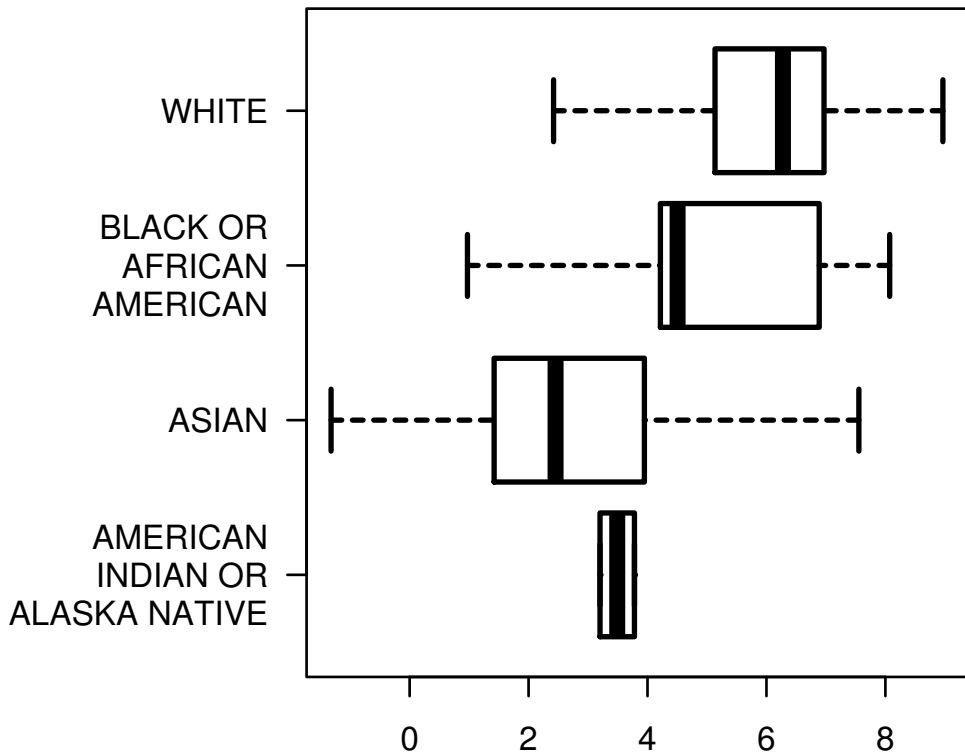 WHITE
BLACK OR
AFRICAN
AMERICAN
ASIAN
AMERICAN
INDIAN OR
ALASKA NATIVE
0 2 4 6 8